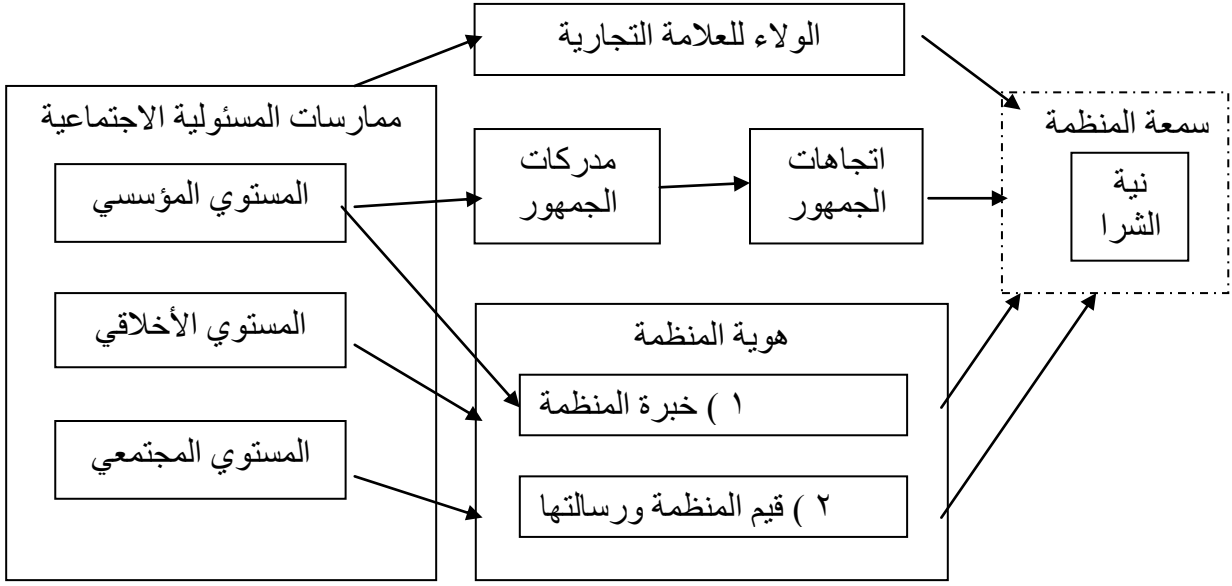 الولاء للعلامة التجارية
ممارسات المسئولية الاجتماعية
المستوي المؤسسي
المستوي الأخلاقي
المستوي المجتمعي
مدركات
الجمهور
اتجاهات
الجمهور
هوية المنظمة
١ ) خبرة المنظمة
٢ ) قيم المنظمة ورسالتها
سمعة المنظمة
نية
الشرا